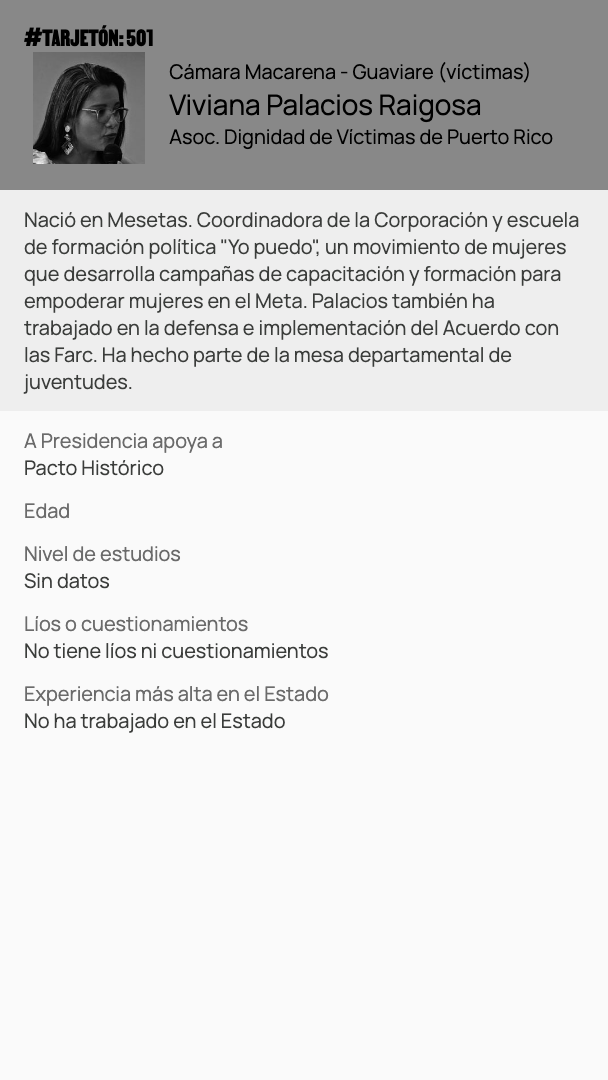 #TARJETÓN: 501
Cámara Macarena - Guaviare (víctimas)
Viviana Palacios Raigosa
Asoc. Dignidad de Víctimas de Puerto Rico
Nació en Mesetas. Coordinadora de la Corporación y escuela
de formación política "Yo puedo", un movimiento de mujeres
que desarrolla campañas de capacitación y formación para
empoderar mujeres en el Meta. Palacios también ha
trabajado en la defensa e implementación del Acuerdo con
las Farc. Ha hecho parte de la mesa departamental de
juventudes.
A Presidencia apoya a
Pacto Histórico
Edad
Nivel de estudios
Sin datos
Líos o cuestionamientos
No tiene líos ni cuestionamientos
Experiencia más alta en el Estado
No ha trabajado en el Estado